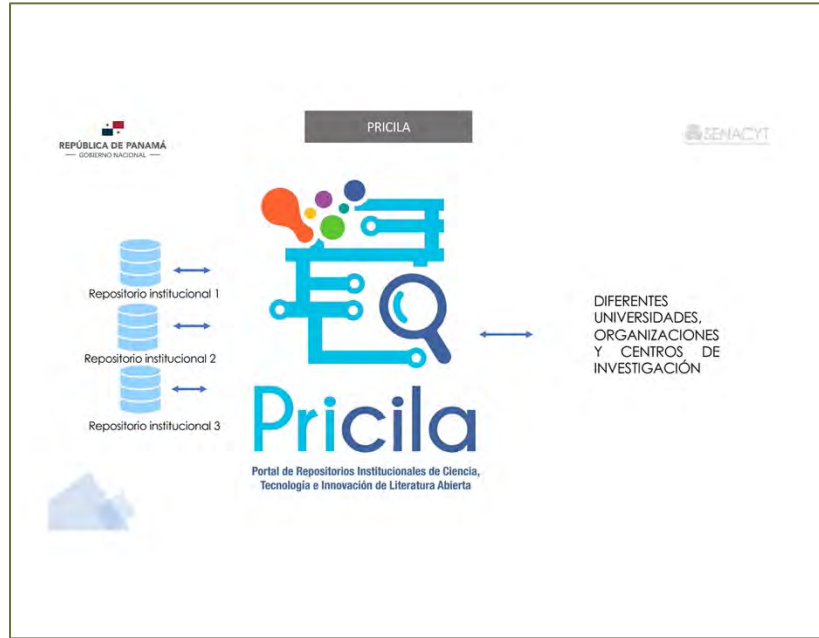 PRICILA
REPÚBLICA DE PANAMÁ
— GOBIERNO NACIONAL —
SENACYT
Repositorio institucional 1
Repositorio institucional 2
Repositorio institucional 3
DIFERENTES
UNIVERSIDADES,
ORGANIZACIONES
Y CENTROS DE
INVESTIGACIÓN
Pricila
Portal de Repositorios Institucionales de Ciencia,
Tecnología e Innovación de Literatura Abierta